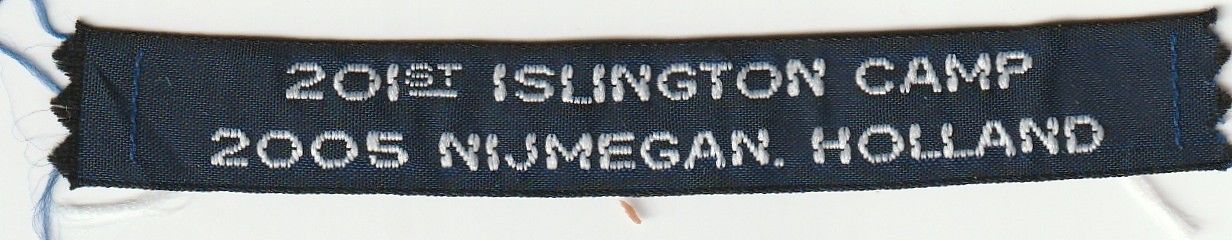 201ST ISLINGTON CAMP
2005 NIJMEGAN. HOLLAND